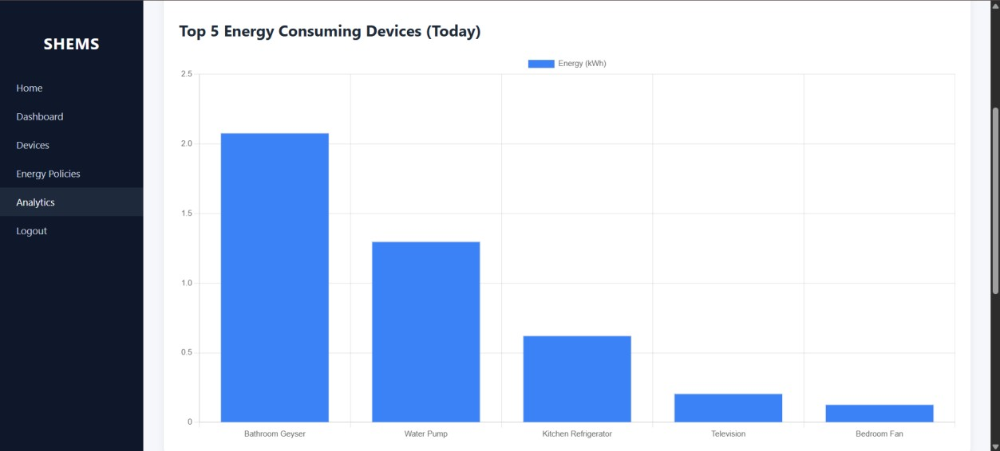 SHEMS
Home
Dashboard
Devices
Energy Policies
Analytics
Logout
Top 5 Energy Consuming Devices (Today)
Energy (kWh)
2.5
2.0
1.5
1.0
0.5
0
Bathroom Geyser
Water Pump
Kitchen Refrigerator
Television
Bedroom Fan